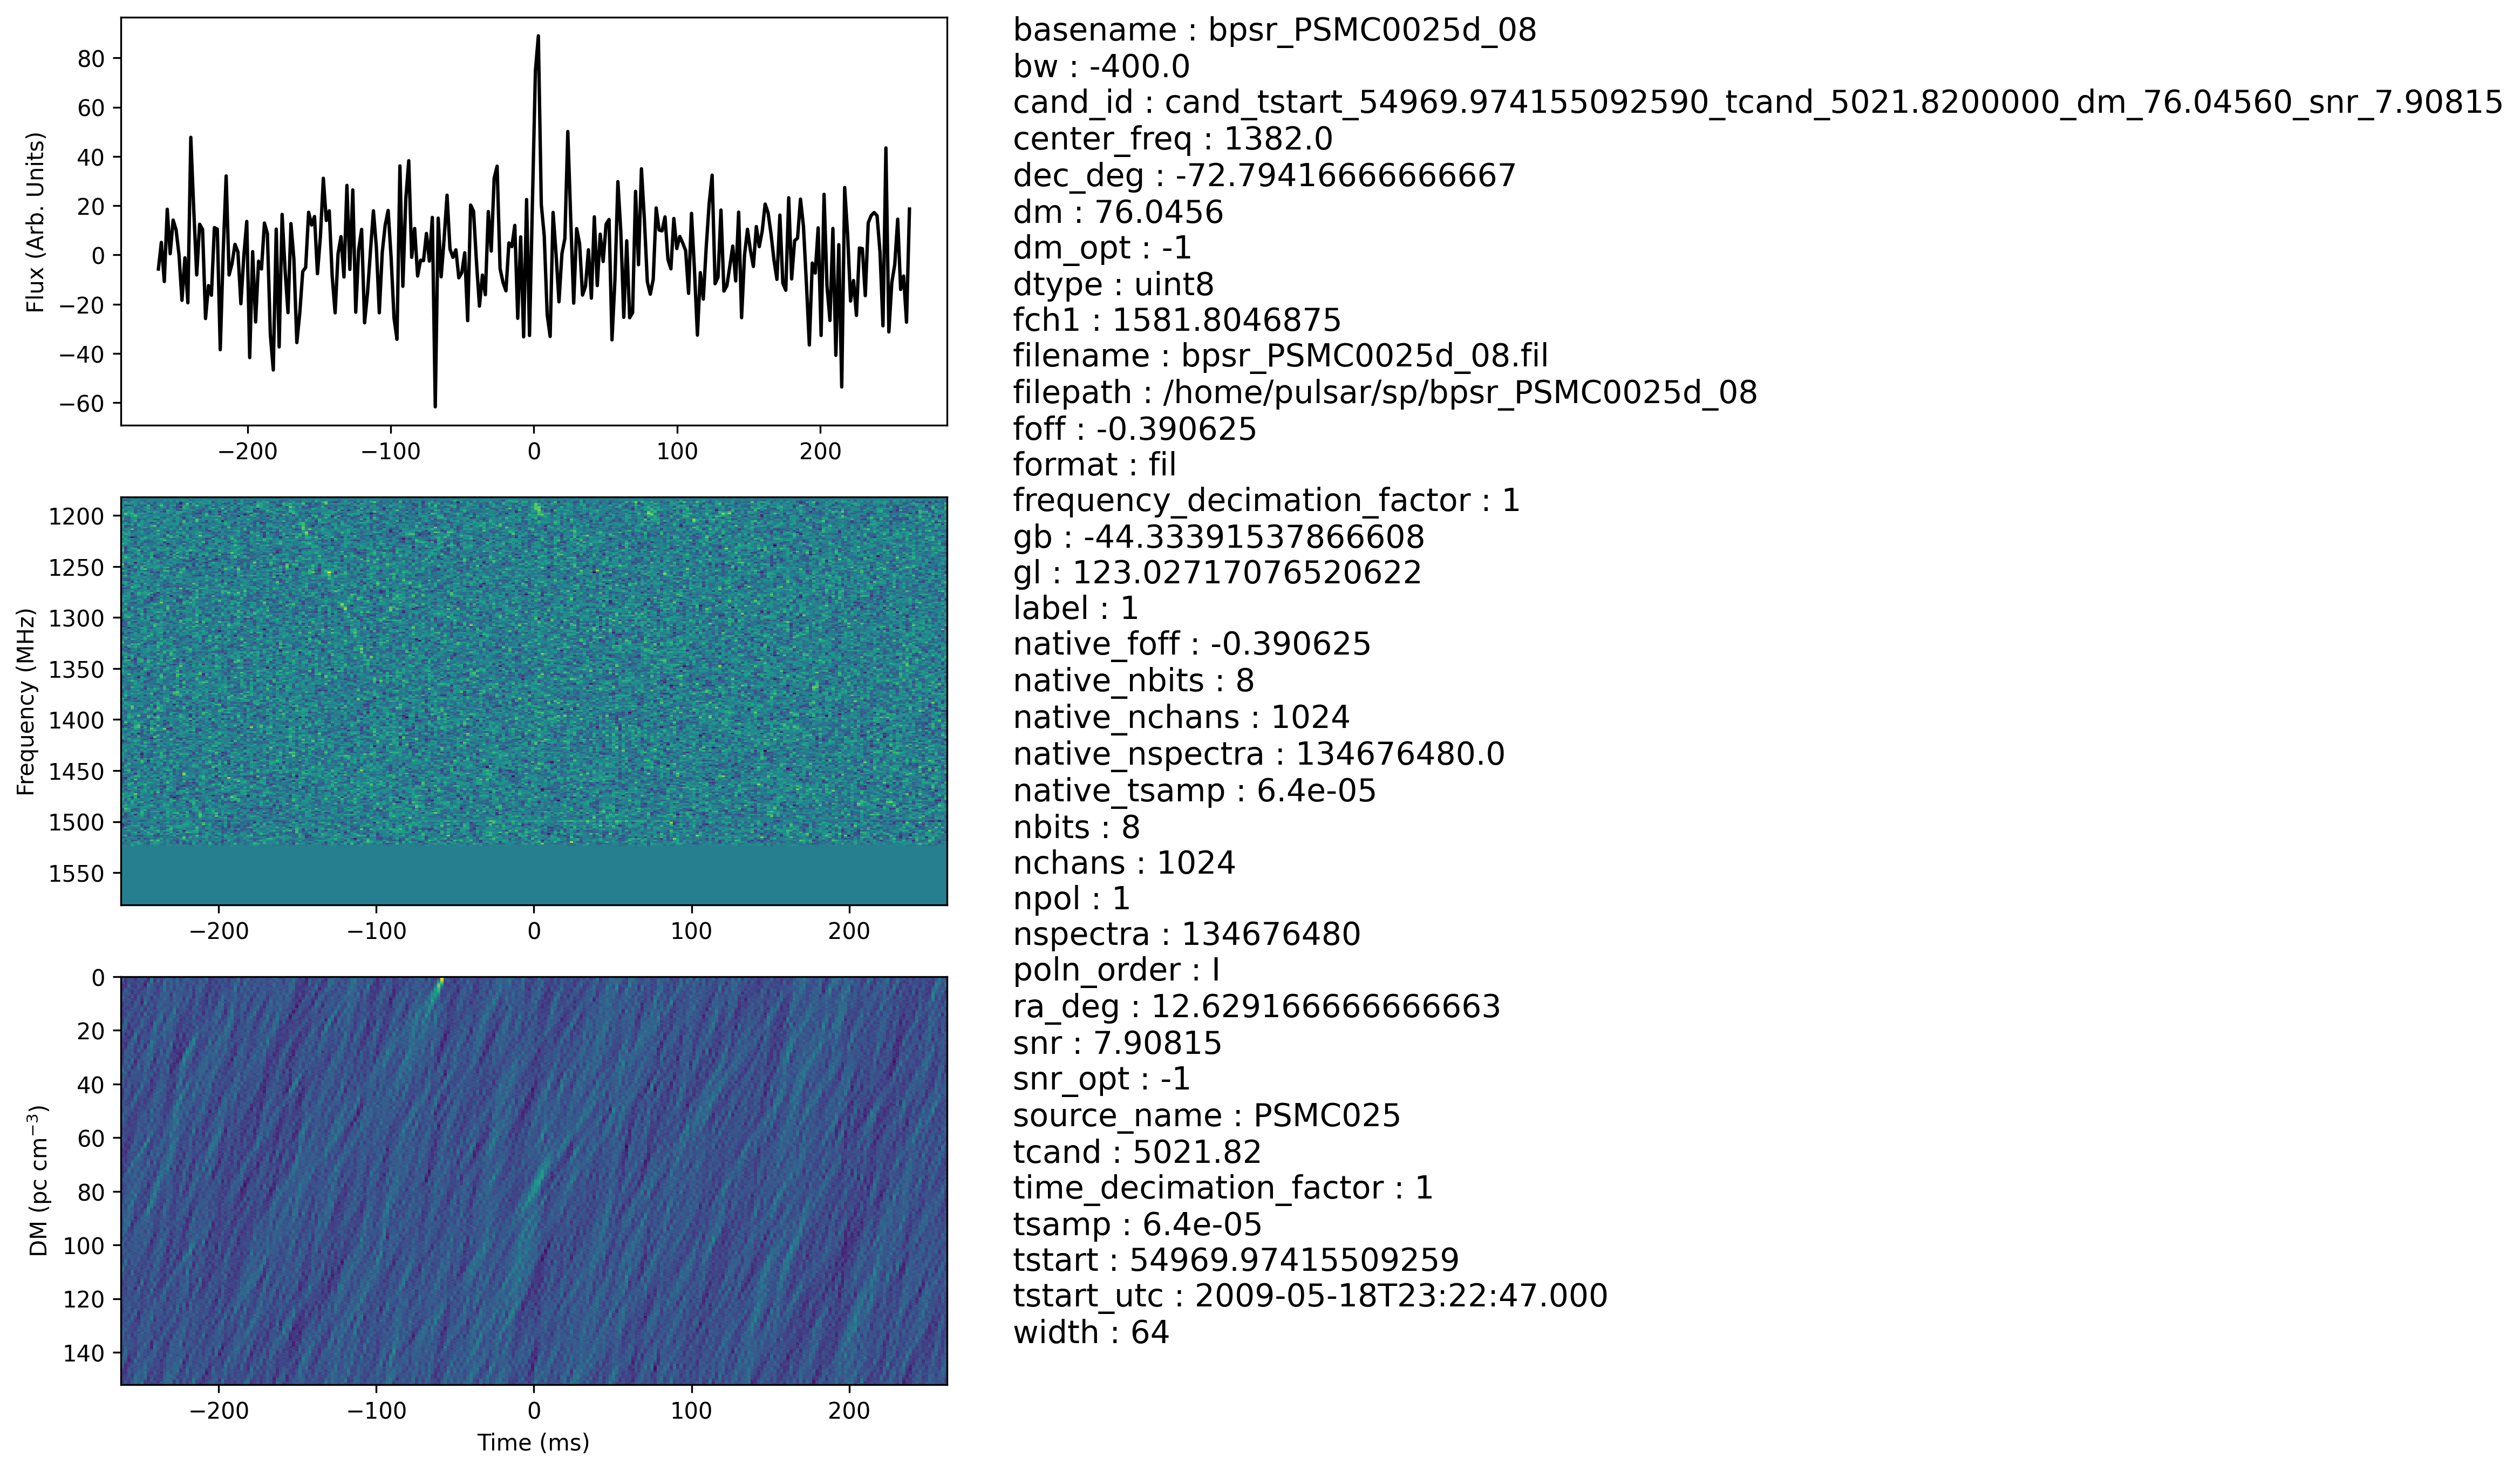 80
60
40
20
0
−20
−40
−60
Flux (Arb. Units)
−200 −100 0 100 200
1200
1250
1300
1350
1400
1450
1500
1550
Frequency (MHz)
−200 −100 0 100 200
0
20
40
60
80
100
120
140
DM (pc cm⁻³)
−200 −100 0 100 200
Time (ms)
basename : bpsr_PSMC0025d_08
bw : -400.0
cand_id : cand_tstart_54969.974155092590_tcand_5021.8200000_dm_76.04560_snr_7.90815
center_freq : 1382.0
dec_deg : -72.79416666666667
dm : 76.0456
dm_opt : -1
dtype : uint8
fch1 : 1581.8046875
filename : bpsr_PSMC0025d_08.fil
filepath : /home/pulsar/sp/bpsr_PSMC0025d_08
foff : -0.390625
format : fil
frequency_decimation_factor : 1
gb : -44.33391537866608
gl : 123.02717076520622
label : 1
native_foff : -0.390625
native_nbits : 8
native_nchans : 1024
native_nspectra : 134676480.0
native_tsamp : 6.4e-05
nbits : 8
nchans : 1024
npol : 1
nspectra : 134676480
poln_order : I
ra_deg : 12.629166666666663
snr : 7.90815
snr_opt : -1
source_name : PSMC025
tcand : 5021.82
time_decimation_factor : 1
tsamp : 6.4e-05
tstart : 54969.97415509259
tstart_utc : 2009-05-18T23:22:47.000
width : 64